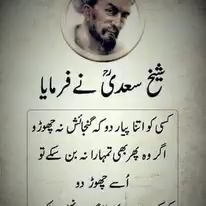 شیخ سعدیؒ نے فرمایا
کسی کو اتنا پیار دو کہ گنجائش نہ چھوڑو
اگر وہ پھر بھی تمہارا نہ بن سکے تو
اُسے چھوڑ دو